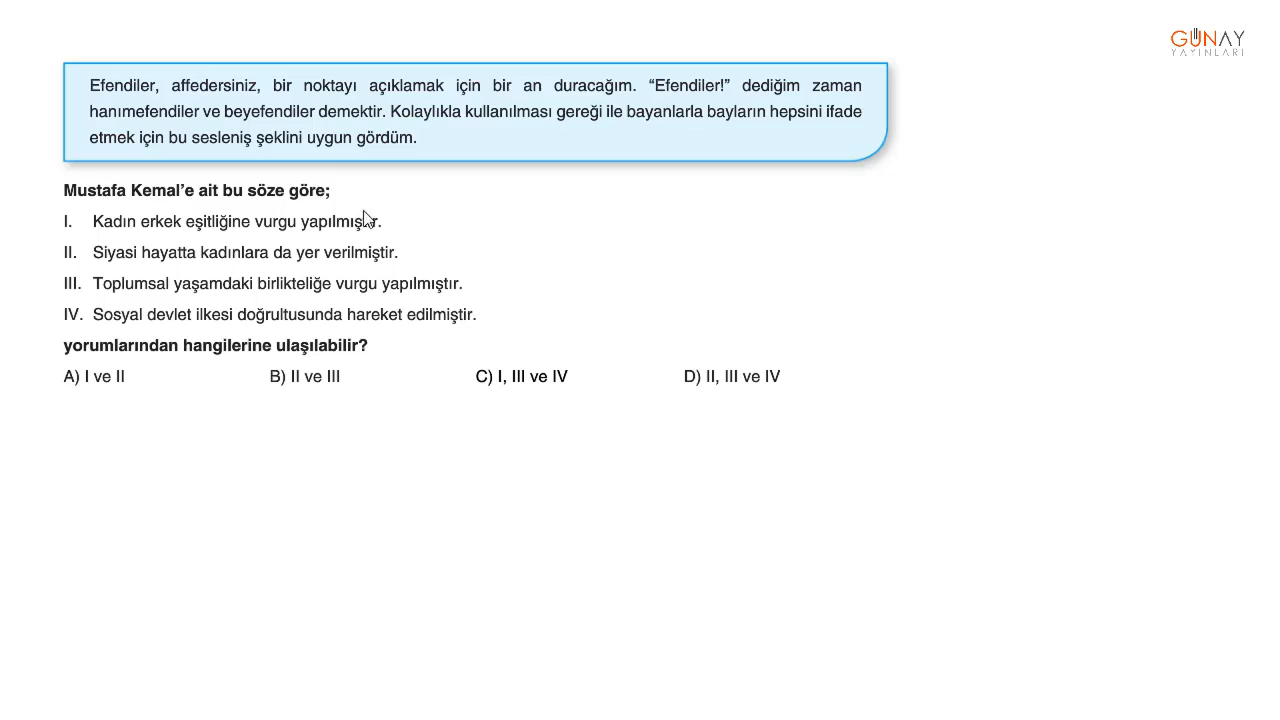 GÜNAY
YAYINLARI
Efendiler, affedersiniz, bir noktayı açıklamak için bir an duracağım. “Efendiler!” dediğim zaman
hanımefendiler ve beyefendiler demektir. Kolaylıkla kullanılması gereği ile bayanlarla bayların hepsini ifade
etmek için bu sesleniş şeklini uygun gördüm.
Mustafa Kemal’e ait bu söze göre;
I. Kadın erkek eşitliğine vurgu yapılmıştır.
II. Siyasi hayatta kadınlara da yer verilmiştir.
III. Toplumsal yaşamdaki birlikteliğe vurgu yapılmıştır.
IV. Sosyal devlet ilkesi doğrultusunda hareket edilmiştir.
yorumlarından hangilerine ulaşılabilir?
A) I ve II B) II ve III C) I, III ve IV D) II, III ve IV